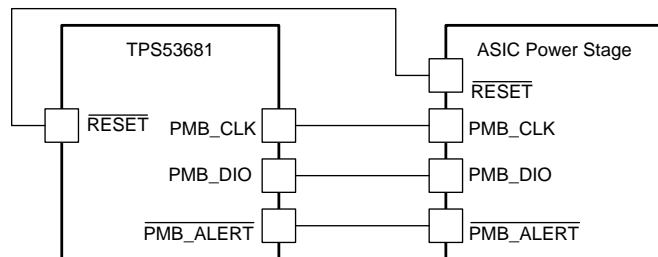 TPS53681
ASIC Power Stage
RESET
RESET
PMB_CLK
PMB_CLK
PMB_DIO
PMB_DIO
PMB_ALERT
PMB_ALERT